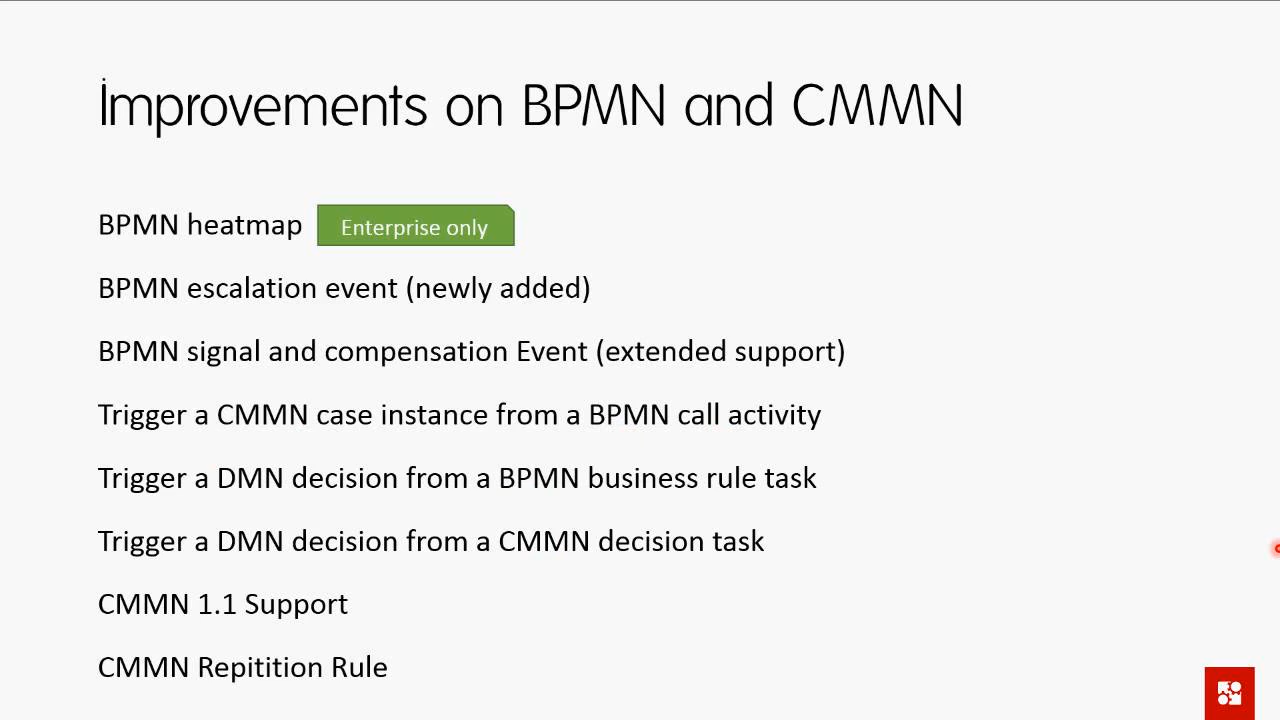 Improvements on BPMN and CMMN
BPMN heatmap Enterprise only
BPMN escalation event (newly added)
BPMN signal and compensation Event (extended support)
Trigger a CMMN case instance from a BPMN call activity
Trigger a DMN decision from a BPMN business rule task
Trigger a DMN decision from a CMMN decision task
CMMN 1.1 Support
CMMN Repitition Rule